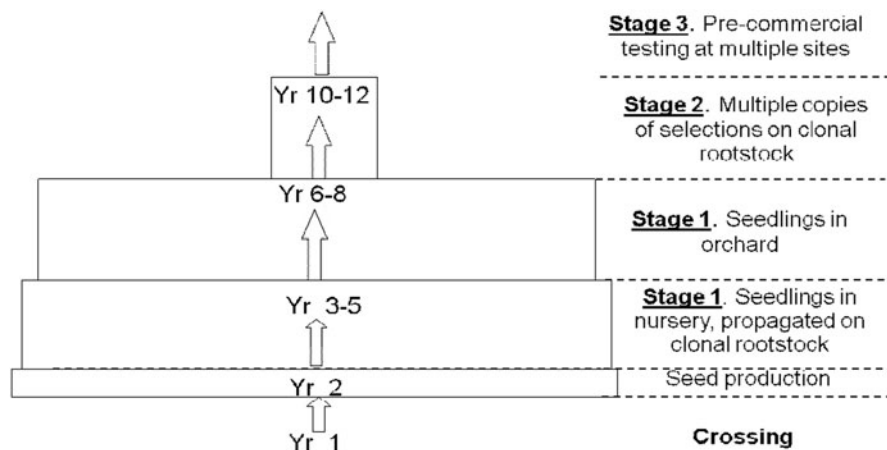 Stage 3. Pre-commercial
testing at multiple sites
Yr 10-12
Stage 2. Multiple copies
of selections on clonal
rootstock
Yr 6-8
Stage 1. Seedlings in
orchard
Yr 3-5
Stage 1. Seedlings in
nursery, propagated on
clonal rootstock
Yr 2
Seed production
Yr 1
Crossing